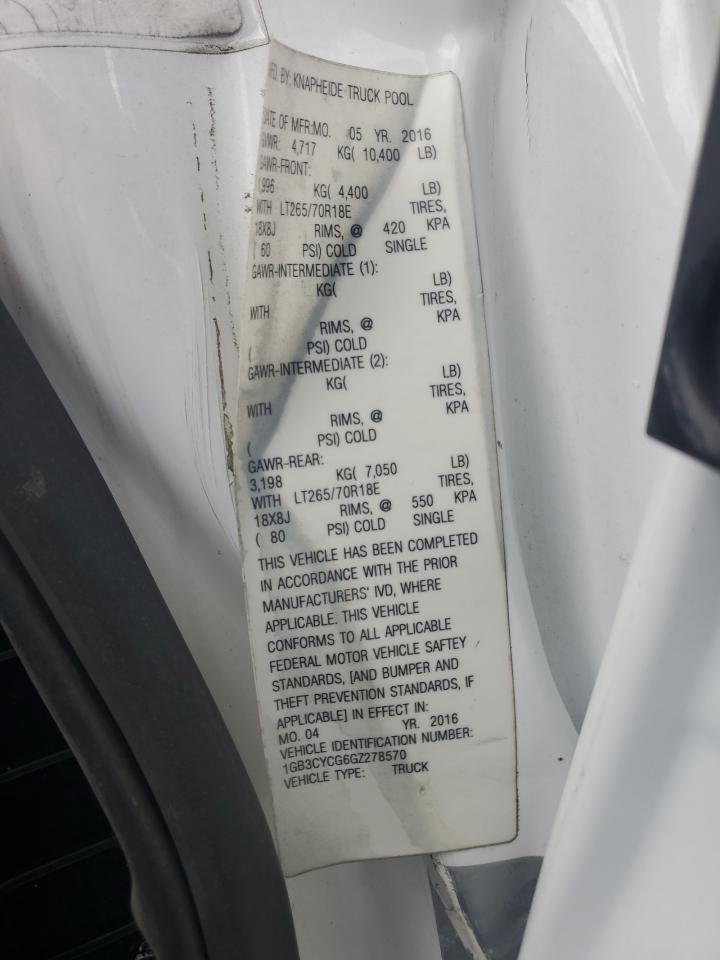 MFD BY: KNAPHEIDE TRUCK POOL
DATE OF MFR:MO. 05 YR. 2016
GVWR: 4,717 KG( 10,400 LB)
GAWR-FRONT:
1,996 KG( 4,400 LB)
WITH LT265/70R18E TIRES,
18X8J RIMS, @ 420 KPA
( 60 PSI) COLD SINGLE
GAWR-INTERMEDIATE (1):
KG( LB)
WITH TIRES,
RIMS, @ KPA
( PSI) COLD
GAWR-INTERMEDIATE (2):
KG( LB)
WITH TIRES,
RIMS, @ KPA
( PSI) COLD
GAWR-REAR:
3,198 KG( 7,050 LB)
WITH LT265/70R18E TIRES,
18X8J RIMS, @ 550 KPA
( 80 PSI) COLD SINGLE
THIS VEHICLE HAS BEEN COMPLETED
IN ACCORDANCE WITH THE PRIOR
MANUFACTURERS' IVD, WHERE
APPLICABLE. THIS VEHICLE
CONFORMS TO ALL APPLICABLE
FEDERAL MOTOR VEHICLE SAFTEY
STANDARDS, [AND BUMPER AND
THEFT PREVENTION STANDARDS, IF
APPLICABLE] IN EFFECT IN:
MO. 04 YR. 2016
VEHICLE IDENTIFICATION NUMBER:
1GB3CYCG6GZ278570
VEHICLE TYPE: TRUCK